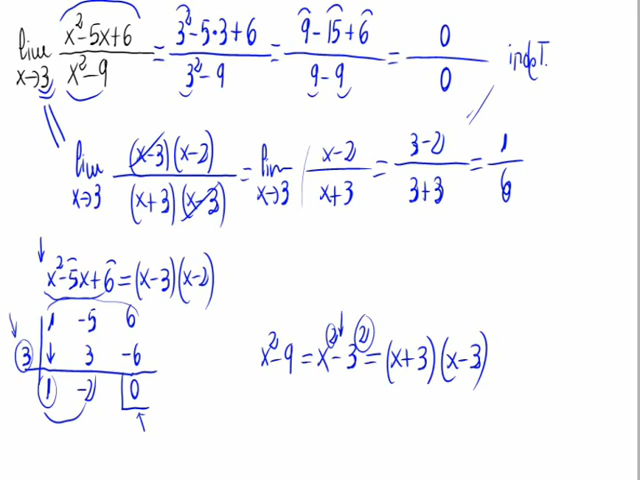 lim x→3 (x²-5x+6)/(x²-9) = (3²-5·3+6)/(3²-9) = (9-15+6)/(9-9) = 0/0 indeT.
lim x→3 ((x-3)(x-2))/((x+3)(x-3)) = lim x→3 (x-2)/(x+3) = (3-2)/(3+3) = 1/6
x²-5x+6=(x-3)(x-2)
1 -5 6
3 ↓ 3 -6
1 -2 0
x²-9=x²-3²=(x+3)(x-3)